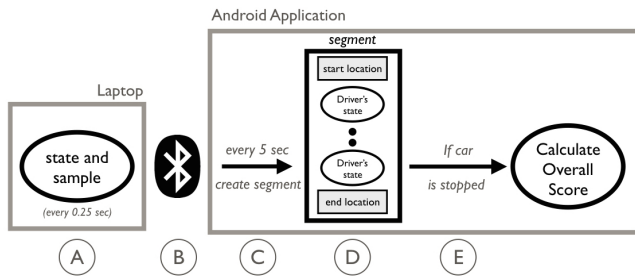 Android Application
Laptop
state and
sample
(every 0.25 sec)
every 5 sec
create segment
segment
start location
Driver's
state
Driver's
state
end location
If car
is stopped
Calculate
Overall
Score
A
B
C
D
E